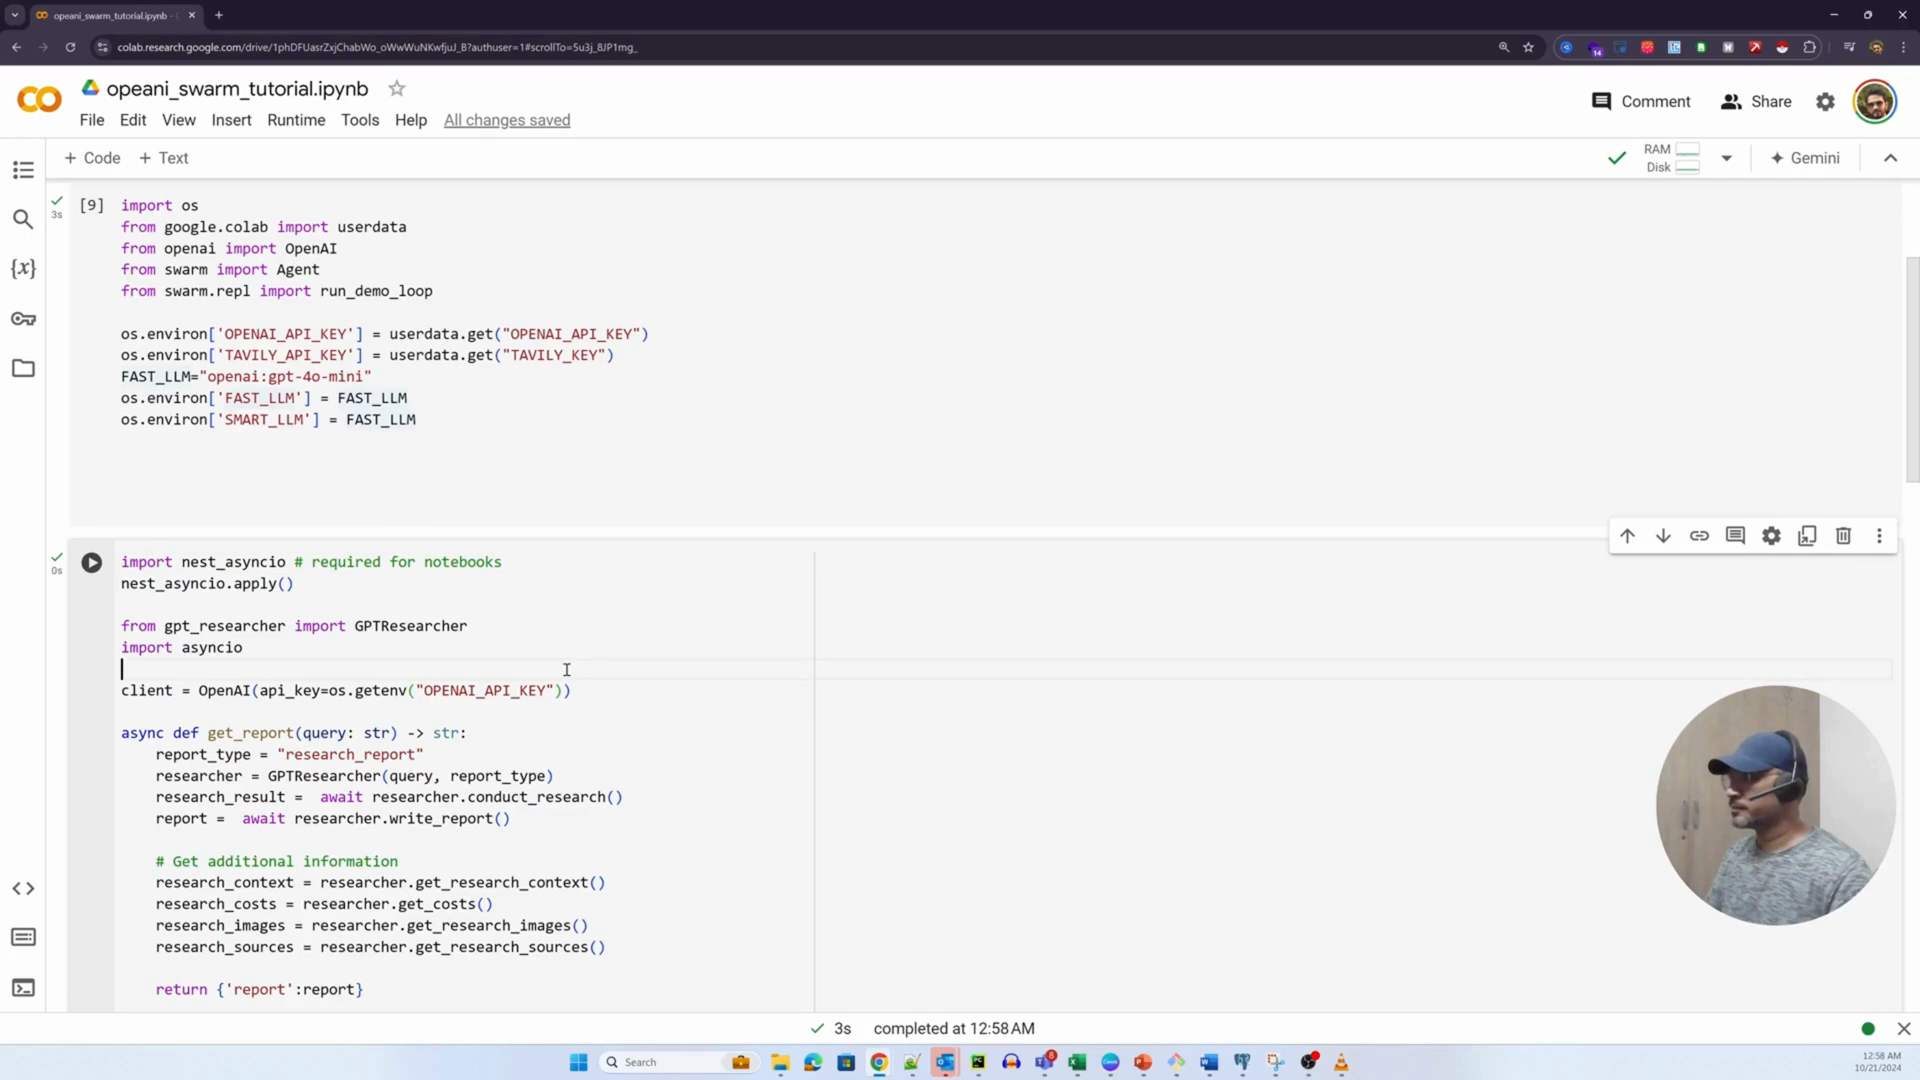 opeani_swarm_tutorial.ipynb - (
colab.research.google.com/drive/1phDFUasrZxjChabWo_oWwWuNKwfjuJ_B?authuser=1#scrollTo=5u3j_8JP1mg_
14
opeani_swarm_tutorial.ipynb
Comment
Share
File Edit View Insert Runtime Tools Help All changes saved
+ Code + Text
RAM
Disk
Gemini
3s
[9]
import os
from google.colab import userdata
from openai import OpenAI
from swarm import Agent
from swarm.repl import run_demo_loop
os.environ['OPENAI_API_KEY'] = userdata.get("OPENAI_API_KEY")
os.environ['TAVILY_API_KEY'] = userdata.get("TAVILY_KEY")
FAST_LLM="openai:gpt-4o-mini"
os.environ['FAST_LLM'] = FAST_LLM
os.environ['SMART_LLM'] = FAST_LLM
0s
import nest_asyncio # required for notebooks
nest_asyncio.apply()
from gpt_researcher import GPTResearcher
import asyncio
client = OpenAI(api_key=os.getenv("OPENAI_API_KEY"))
async def get_report(query: str) -> str:
report_type = "research_report"
researcher = GPTResearcher(query, report_type)
research_result =  await researcher.conduct_research()
report =  await researcher.write_report()
# Get additional information
research_context = researcher.get_research_context()
research_costs = researcher.get_costs()
research_images = researcher.get_research_images()
research_sources = researcher.get_research_sources()
return {'report':report}
3s completed at 12:58 AM
Search
8
12:58 AM
10/21/2024